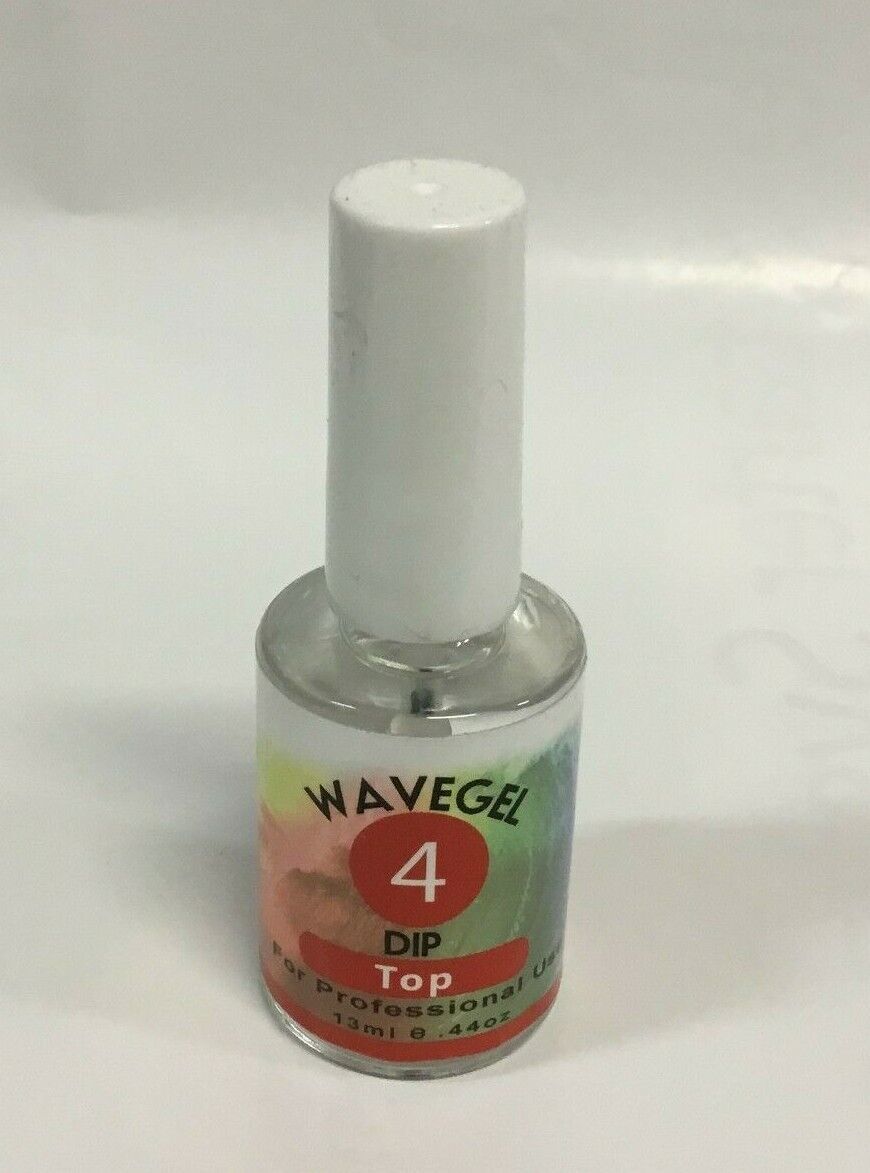 WAVEGEL
4
DIP
Top
For Professional Use
13ml e .44oz